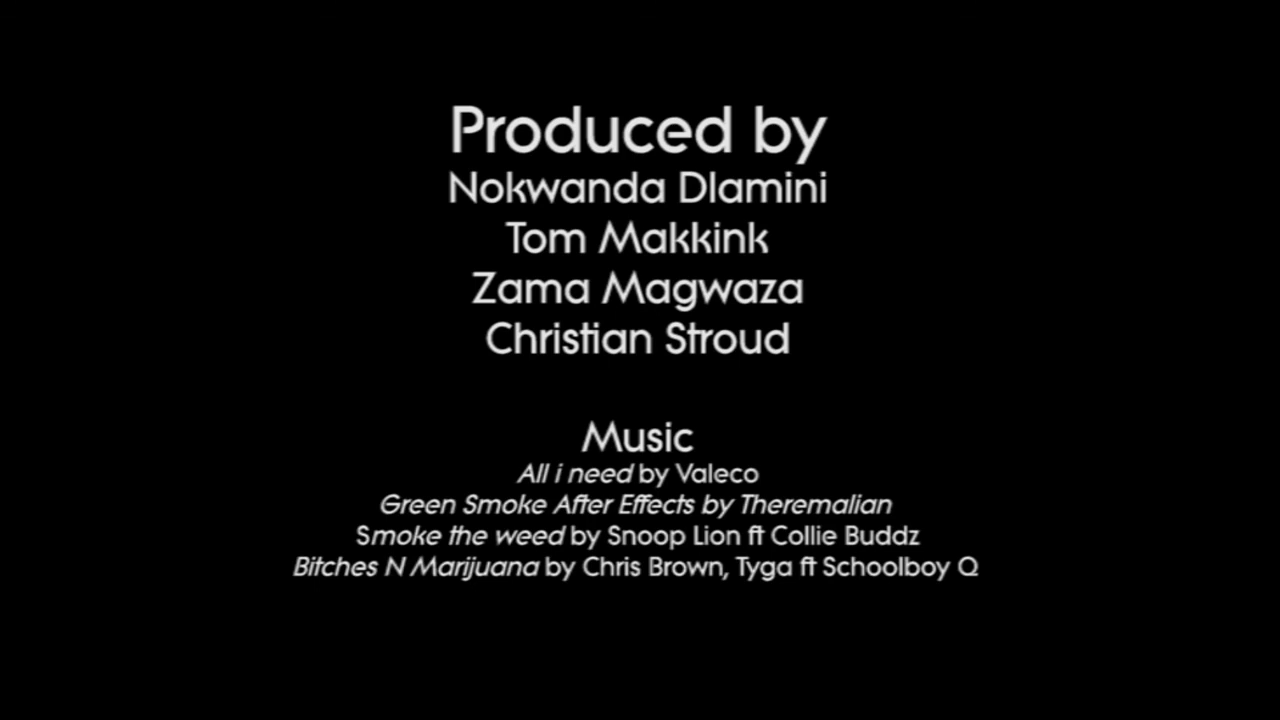 Produced by
Nokwanda Dlamini
Tom Makkink
Zama Magwaza
Christian Stroud
Music
All i need by Valeco
Green Smoke After Effects by Theremalian
Smoke the weed by Snoop Lion ft Collie Buddz
Bitches N Marijuana by Chris Brown, Tyga ft Schoolboy Q